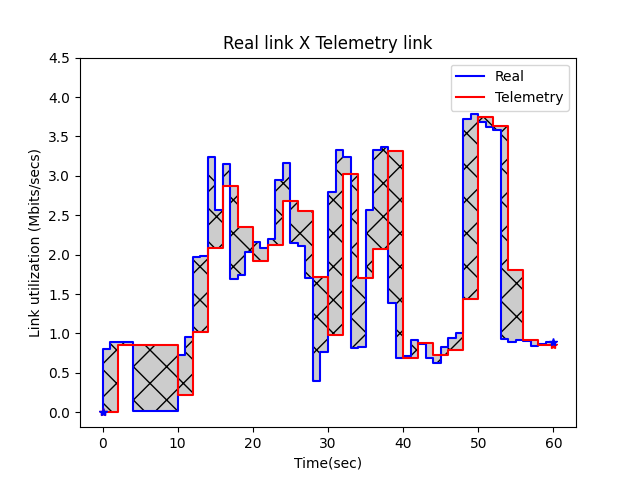 Real link X Telemetry link
Real
Telemetry
Link utilization (Mbits/secs)
4.5
4.0
3.5
3.0
2.5
2.0
1.5
1.0
0.5
0.0
0 10 20 30 40 50 60
Time(sec)